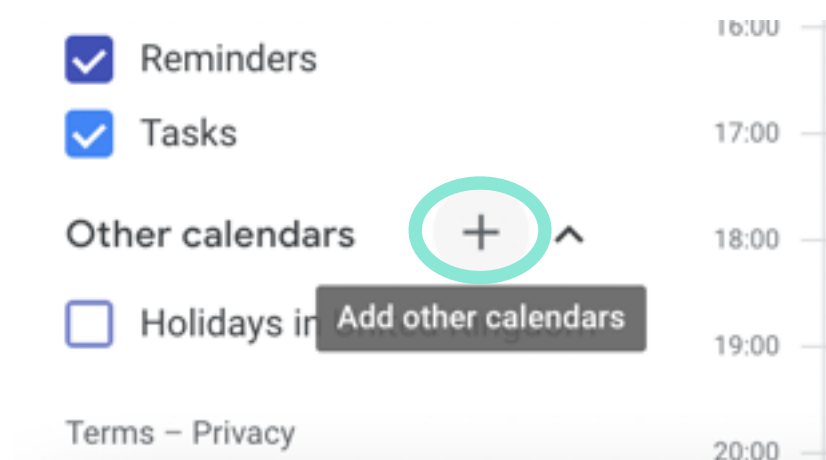 16:00
Reminders
Tasks
17:00
Other calendars
18:00
Add other calendars
Holidays in
19:00
Terms – Privacy
20:00